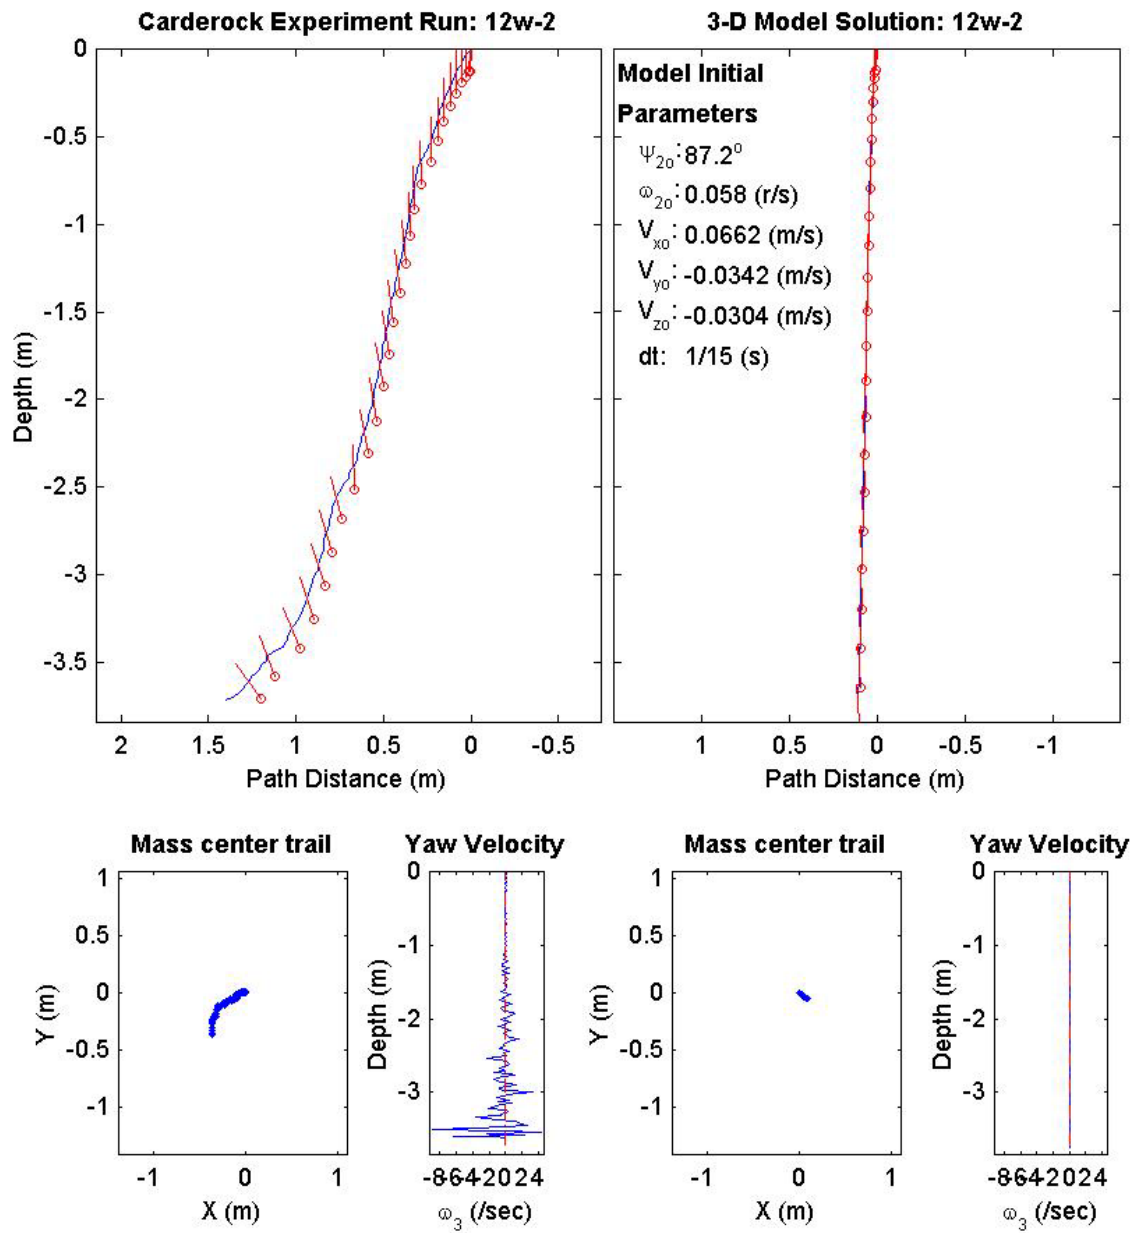 Carderock Experiment Run: 12w-2
3-D Model Solution: 12w-2
Depth (m)
0
-0.5
-1
-1.5
-2
-2.5
-3
-3.5
2 1.5 1 0.5 0 -0.5
Path Distance (m)
Model Initial
Parameters
Ψ2o: 87.2o
ω2o: 0.058 (r/s)
Vxo: 0.0662 (m/s)
Vyo: -0.0342 (m/s)
Vzo: -0.0304 (m/s)
dt: 1/15 (s)
1 0.5 0 -0.5 -1
Path Distance (m)
Mass center trail
Y (m)
1
0.5
0
-0.5
-1
-1 0 1
X (m)
Yaw Velocity
Depth (m)
0
-1
-2
-3
-8-6-4-2 0 2 4
ω3 (/sec)
Mass center trail
Y (m)
1
0.5
0
-0.5
-1
-1 0 1
X (m)
Yaw Velocity
Depth (m)
0
-1
-2
-3
-8-6-4-2 0 2 4
ω3 (/sec)